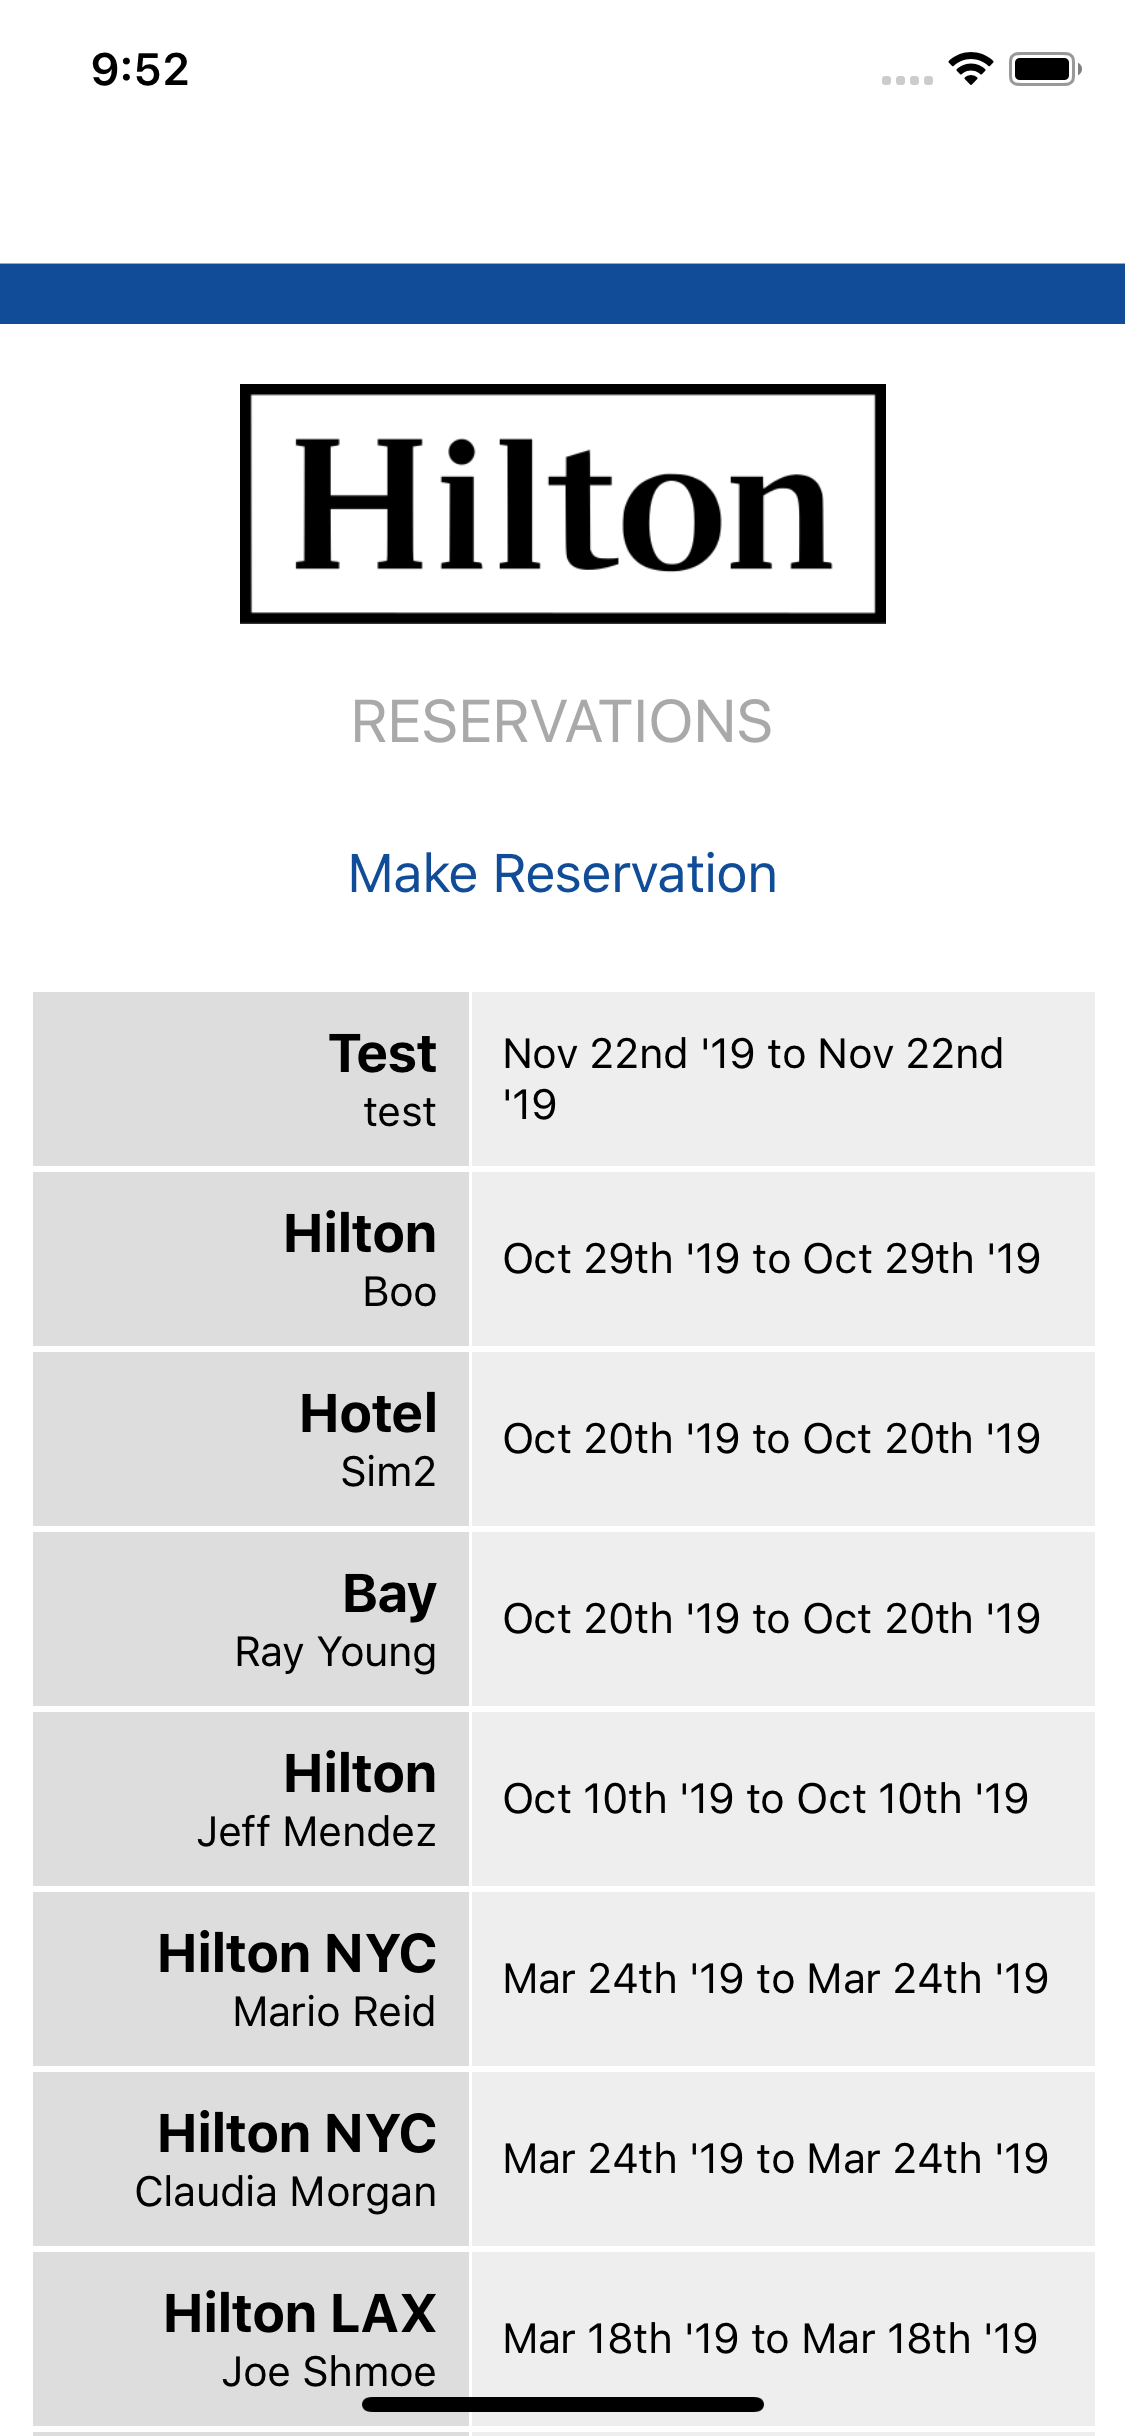 9:52
Hilton
RESERVATIONS
Make Reservation
Test
test
Nov 22nd '19 to Nov 22nd
'19
Hilton
Boo
Oct 29th '19 to Oct 29th '19
Hotel
Sim2
Oct 20th '19 to Oct 20th '19
Bay
Ray Young
Oct 20th '19 to Oct 20th '19
Hilton
Jeff Mendez
Oct 10th '19 to Oct 10th '19
Hilton NYC
Mario Reid
Mar 24th '19 to Mar 24th '19
Hilton NYC
Claudia Morgan
Mar 24th '19 to Mar 24th '19
Hilton LAX
Joe Shmoe
Mar 18th '19 to Mar 18th '19